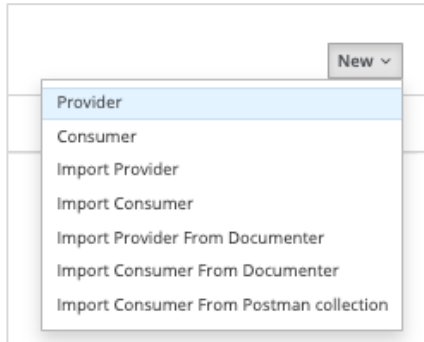 New
Provider
Consumer
Import Provider
Import Consumer
Import Provider From Documenter
Import Consumer From Documenter
Import Consumer From Postman collection